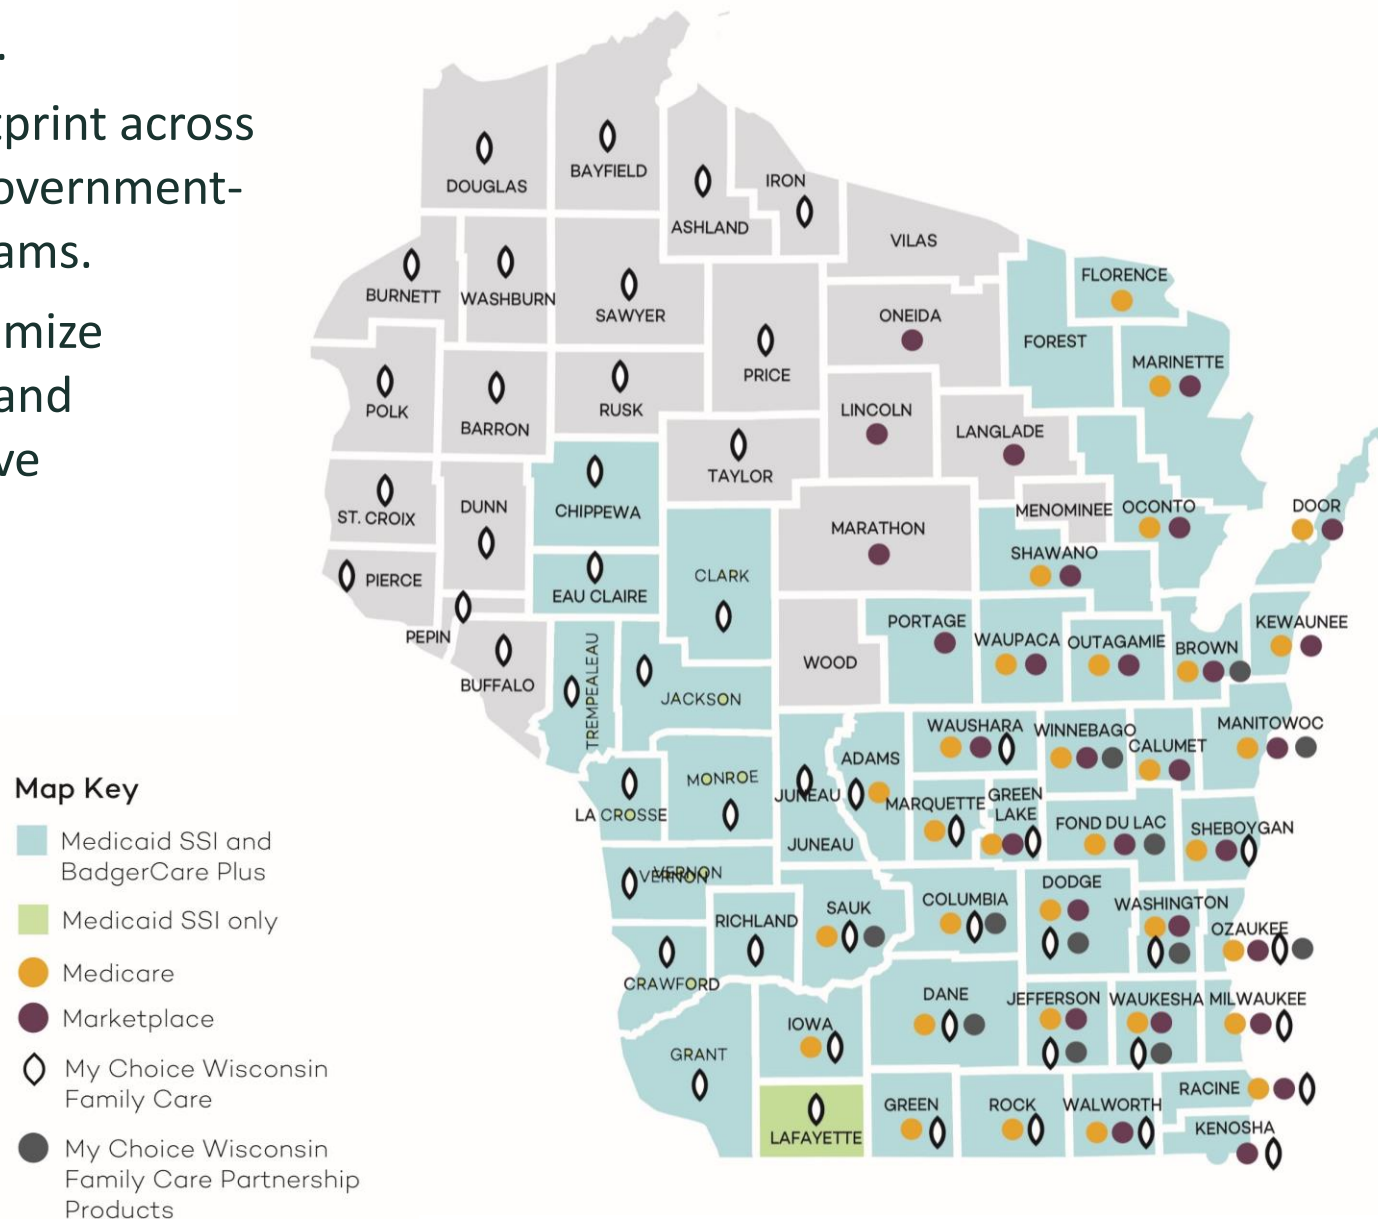 .
tprint across
overnment-
ams.
mize
and
ve
DOUGLAS
BAYFIELD
IRON
ASHLAND
VILAS
FLORENCE
BURNETT
WASHBURN
SAWYER
ONEIDA
FOREST
MARINETTE
PRICE
POLK
BARRON
RUSK
LINCOLN
LANGLADE
TAYLOR
ST. CROIX
DUNN
CHIPPEWA
MENOMINEE
OCONTO
DOOR
MARATHON
SHAWANO
PIERCE
EAU CLAIRE
CLARK
PEPIN
PORTAGE
WAUPACA
OUTAGAMIE
BROWN
KEWAUNEE
WOOD
BUFFALO
TREMPEALEAU
JACKSON
WAUSHARA
WINNEBAGO
CALUMET
MANITOWOC
ADAMS
MONROE
JUNEAU
MARQUETTE
GREEN
LAKE
LA CROSSE
JUNEAU
FOND DU LAC
SHEBOYGAN
VERNON
VERNON
DODGE
RICHLAND
SAUK
COLUMBIA
WASHINGTON
OZAUKEE
CRAWFORD
DANE
JEFFERSON
WAUKESHA
MILWAUKEE
IOWA
GRANT
LAFAYETTE
GREEN
ROCK
WALWORTH
RACINE
KENOSHA
Map Key
Medicaid SSI and
BadgerCare Plus
Medicaid SSI only
Medicare
Marketplace
My Choice Wisconsin
Family Care
My Choice Wisconsin
Family Care Partnership
Products